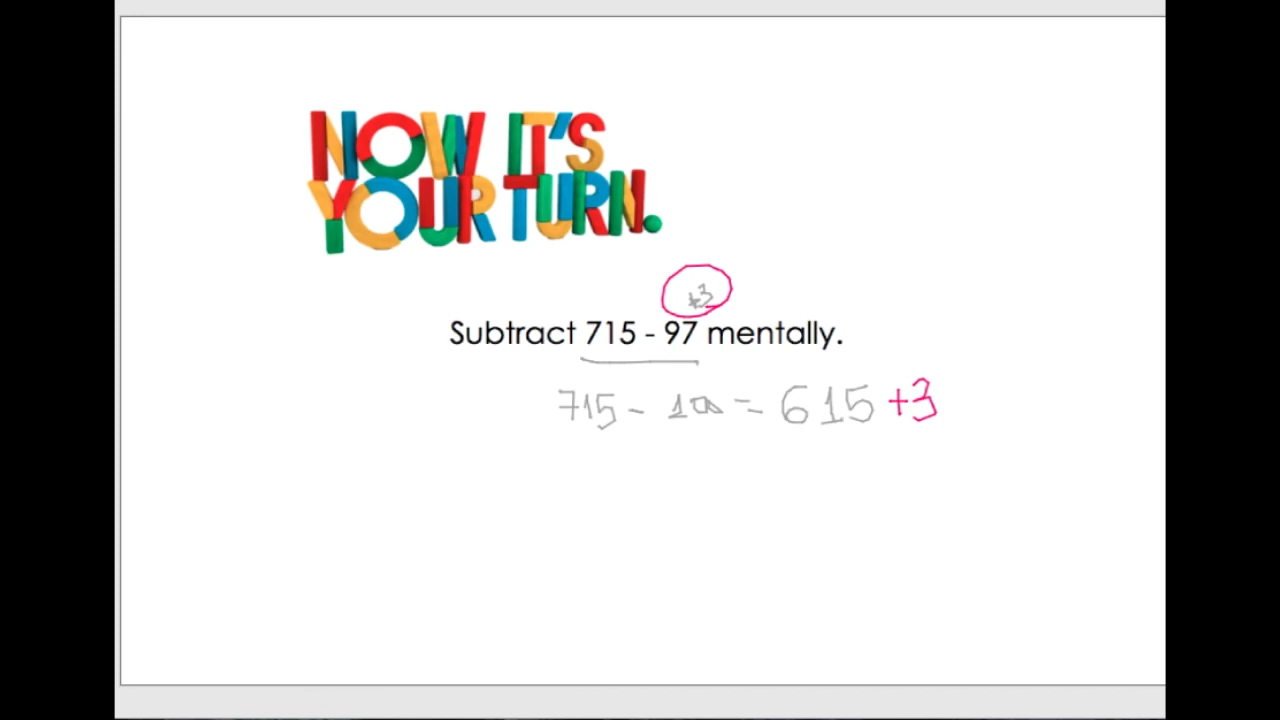 NOW IT'S
YOUR TURN.
+3
Subtract 715 - 97 mentally.
715 - 100 = 615 +3